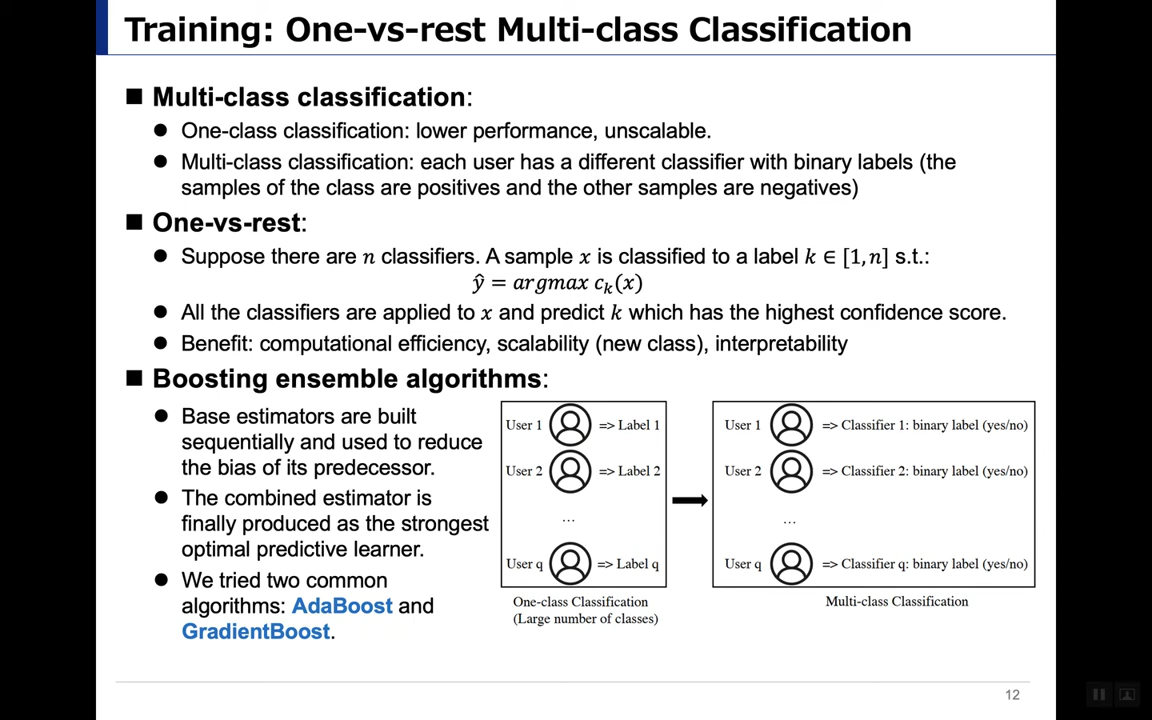 Training: One-vs-rest Multi-class Classification
■ Multi-class classification:
● One-class classification: lower performance, unscalable.
● Multi-class classification: each user has a different classifier with binary labels (the
samples of the class are positives and the other samples are negatives)
■ One-vs-rest:
● Suppose there are n classifiers. A sample x is classified to a label k ∈ [1, n] s.t.:
ŷ = argmax cₖ(x)
● All the classifiers are applied to x and predict k which has the highest confidence score.
● Benefit: computational efficiency, scalability (new class), interpretability
■ Boosting ensemble algorithms:
● Base estimators are built
sequentially and used to reduce
the bias of its predecessor.
● The combined estimator is
finally produced as the strongest
optimal predictive learner.
● We tried two common
algorithms: AdaBoost and
GradientBoost.
User 1 => Label 1
User 2 => Label 2
...
User q => Label q
One-class Classification
(Large number of classes)
User 1 => Classifier 1: binary label (yes/no)
User 2 => Classifier 2: binary label (yes/no)
...
User q => Classifier q: binary label (yes/no)
Multi-class Classification
12